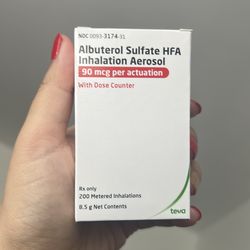 NDC 0093-3174-31
Albuterol Sulfate HFA
Inhalation Aerosol
90 mcg per actuation
With Dose Counter
Rx only
200 Metered Inhalations
8.5 g Net Contents
teva